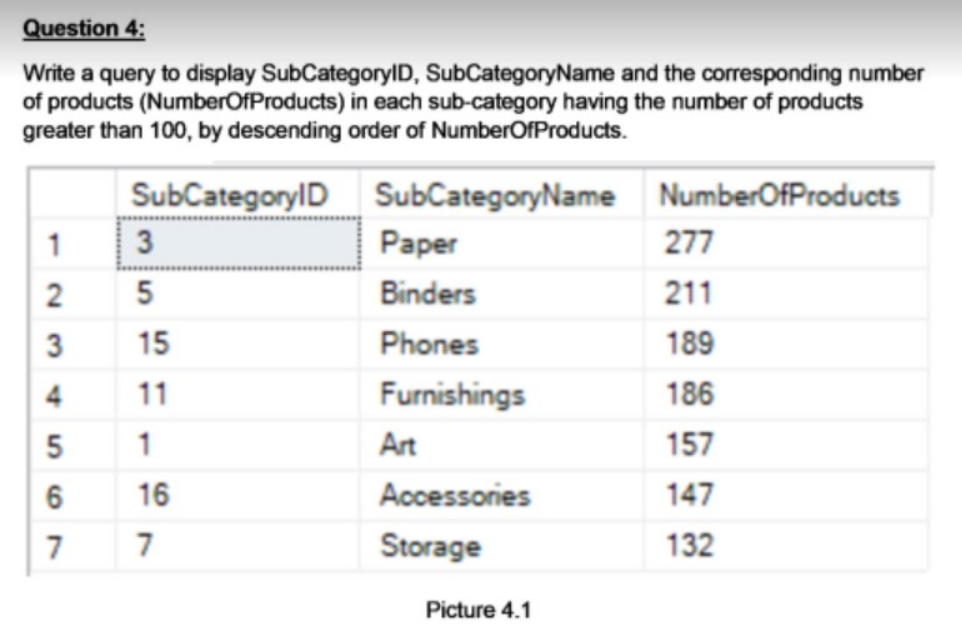 Question 4:
Write a query to display SubCategoryID, SubCategoryName and the corresponding number
of products (NumberOfProducts) in each sub-category having the number of products
greater than 100, by descending order of NumberOfProducts.
SubCategoryID SubCategoryName NumberOfProducts
1 3 Paper 277
2 5 Binders 211
3 15 Phones 189
4 11 Furnishings 186
5 1 Art 157
6 16 Accessories 147
7 7 Storage 132
Picture 4.1